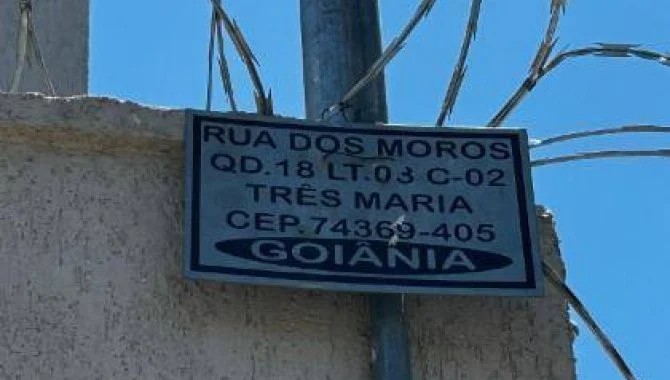 RUA DOS MOROS
QD.18 LT.03 C-02
TRÊS MARIA
CEP.74369-405
GOIÂNIA